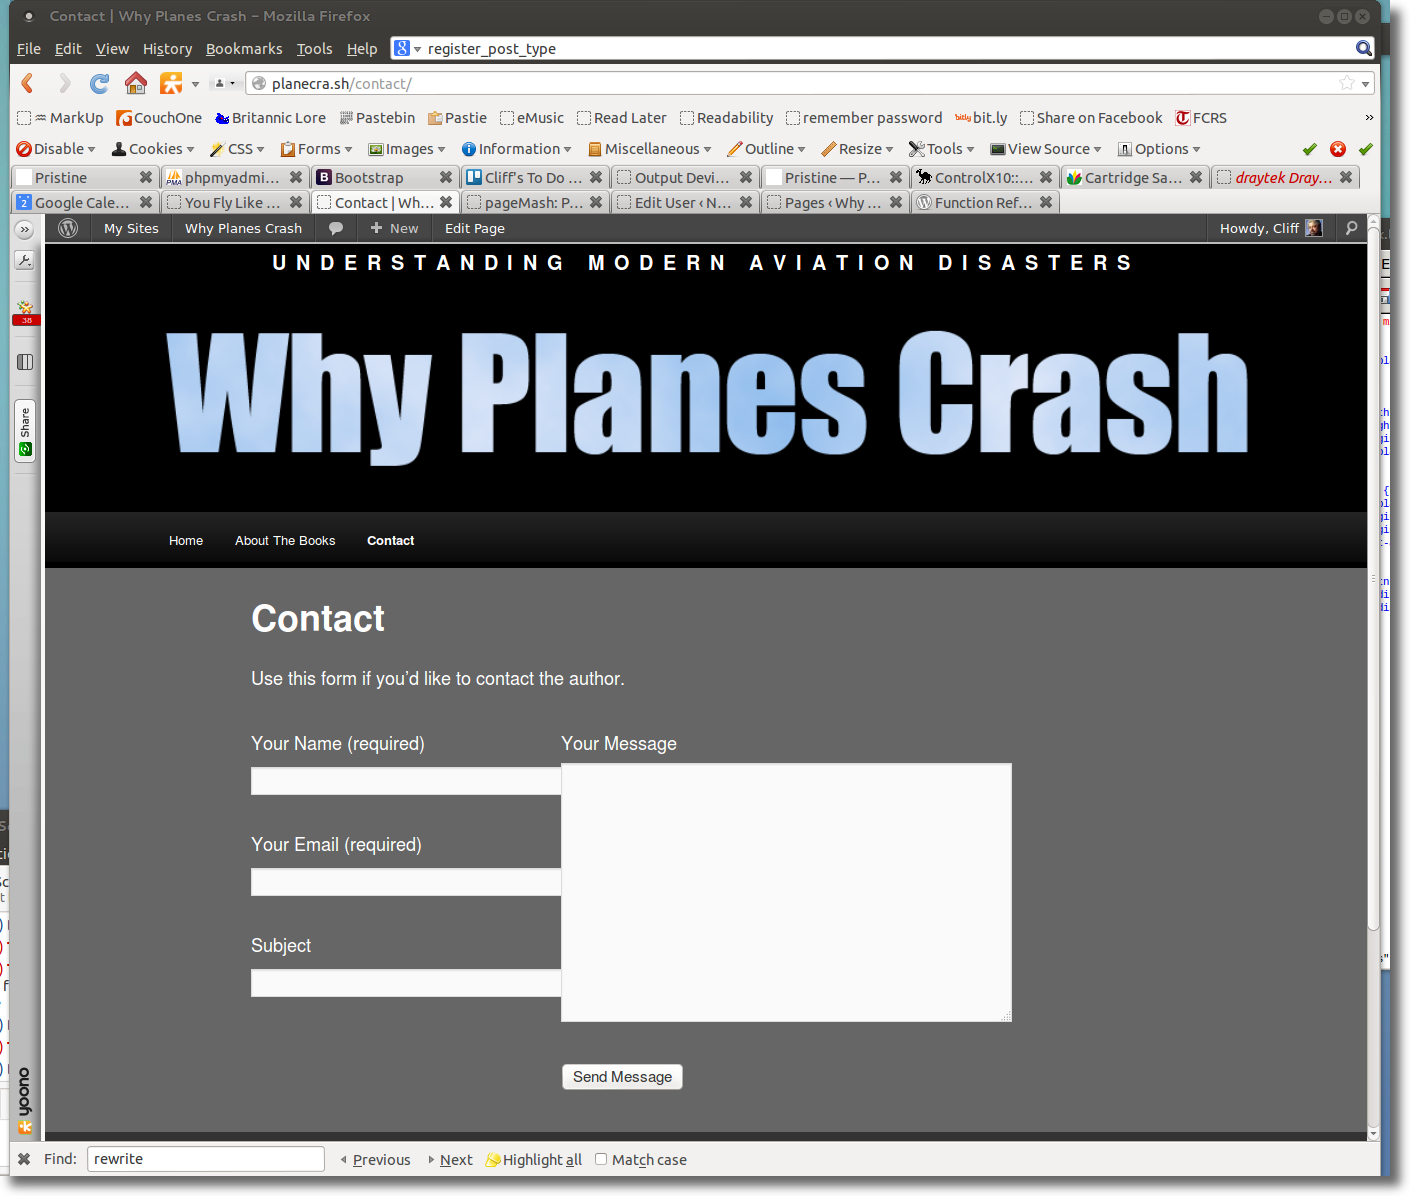 Contact | Why Planes Crash – Mozilla Firefox
File Edit View History Bookmarks Tools Help register_post_type
planecra.sh/contact/
MarkUp CouchOne Britannic Lore Pastebin Pastie eMusic Read Later Readability remember password bitly bit.ly Share on Facebook FCRS »
Disable Cookies CSS Forms Images Information Miscellaneous Outline Resize Tools View Source Options
Pristine phpmyadmi... Bootstrap Cliff's To Do ... Output Devi... Pristine — P... ControlX10::... Cartridge Sa... draytek Dray...
Google Cale... You Fly Like ... Contact | Wh... pageMash: P... Edit User ‹ N... Pages ‹ Why ... Function Ref...
My Sites Why Planes Crash + New Edit Page Howdy, Cliff
UNDERSTANDING MODERN AVIATION DISASTERS
38
Why Planes Crash
Share
Home About The Books Contact
Contact
Use this form if you’d like to contact the author.
Your Name (required) Your Message
Your Email (required)
Subject
Send Message
yoono
Find: rewrite Previous Next Highlight all Match case